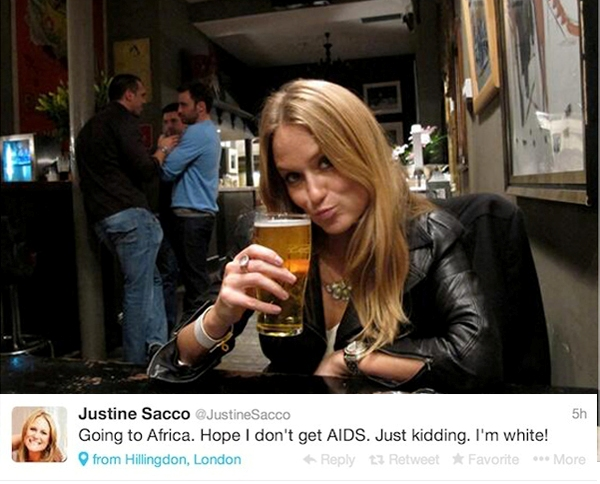 Justine Sacco @JustineSacco 5h
Going to Africa. Hope I don't get AIDS. Just kidding. I'm white!
from Hillingdon, London Reply Retweet Favorite More